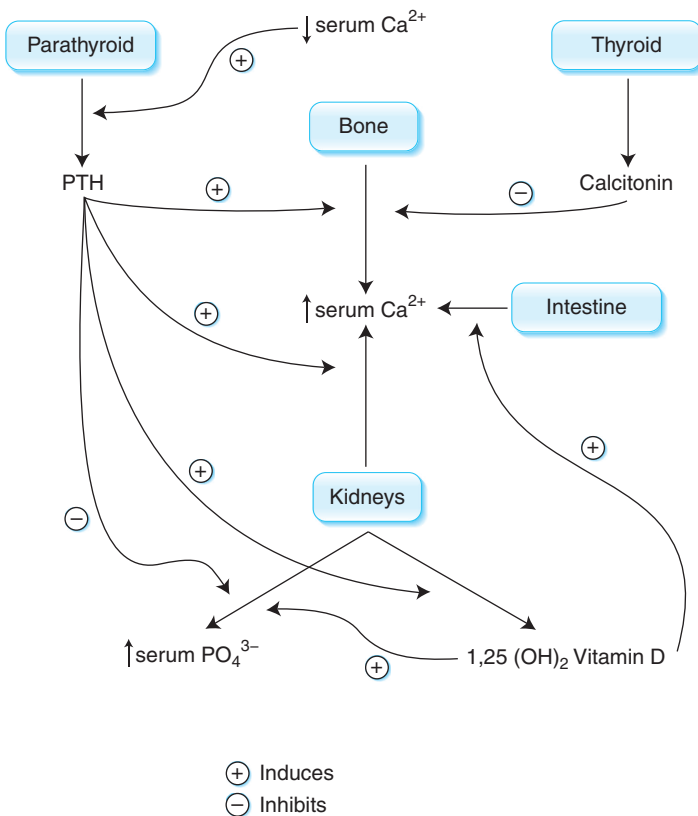 ↓ serum Ca²⁺
Parathyroid
Thyroid
+
Bone
PTH
+
−
Calcitonin
↑ serum Ca²⁺
Intestine
+
+
+
Kidneys
−
↑ serum PO₄³⁻
1,25 (OH)₂ Vitamin D
+
+ Induces
− Inhibits